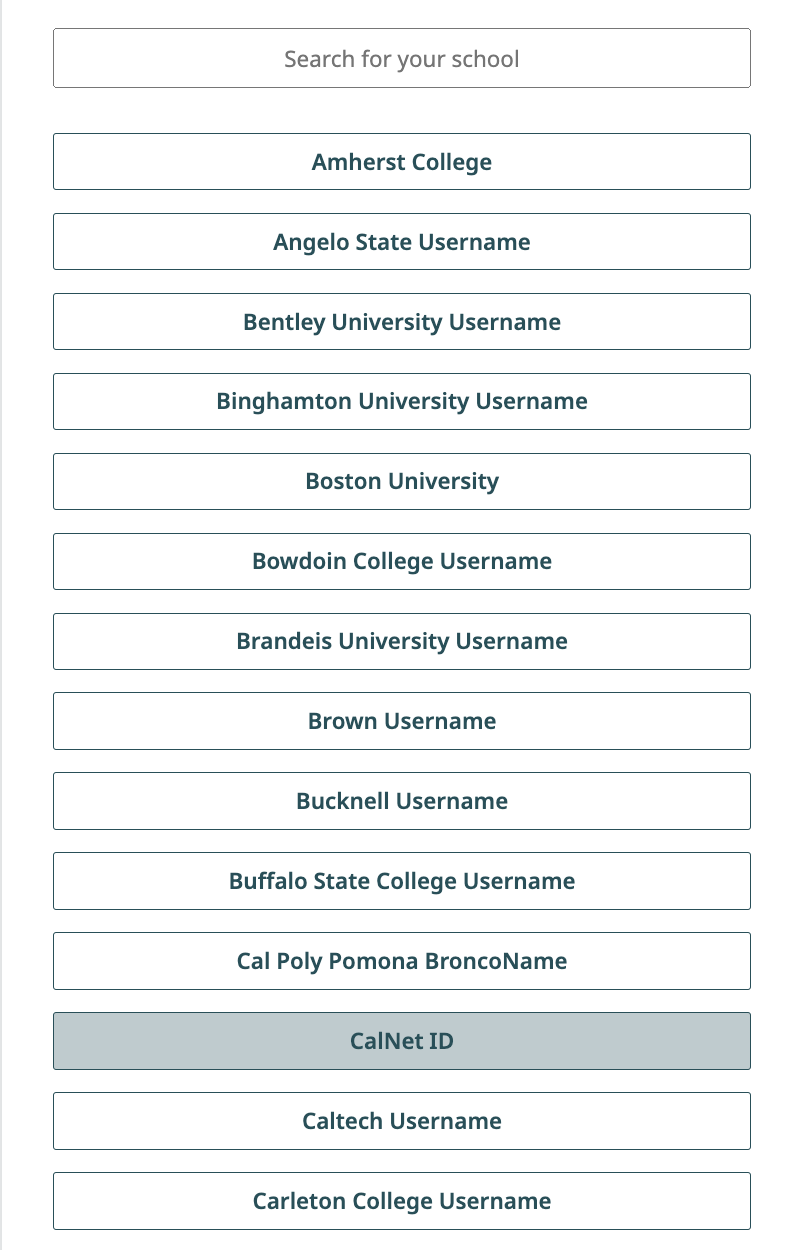 Search for your school
Amherst College
Angelo State Username
Bentley University Username
Binghamton University Username
Boston University
Bowdoin College Username
Brandeis University Username
Brown Username
Bucknell Username
Buffalo State College Username
Cal Poly Pomona BroncoName
CalNet ID
Caltech Username
Carleton College Username